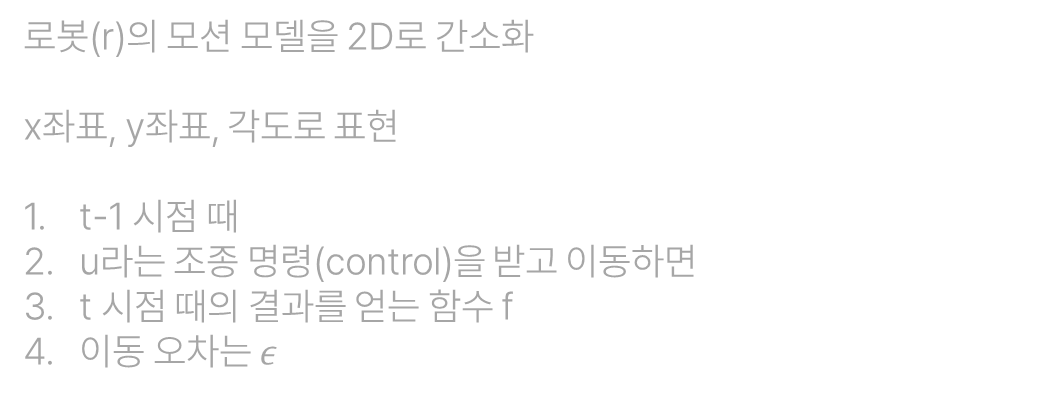 로봇(r)의 모션 모델을 2D로 간소화
x좌표, y좌표, 각도로 표현
1. t-1 시점 때
2. u라는 조종 명령(control)을 받고 이동하면
3. t 시점 때의 결과를 얻는 함수 f
4. 이동 오차는 ϵ